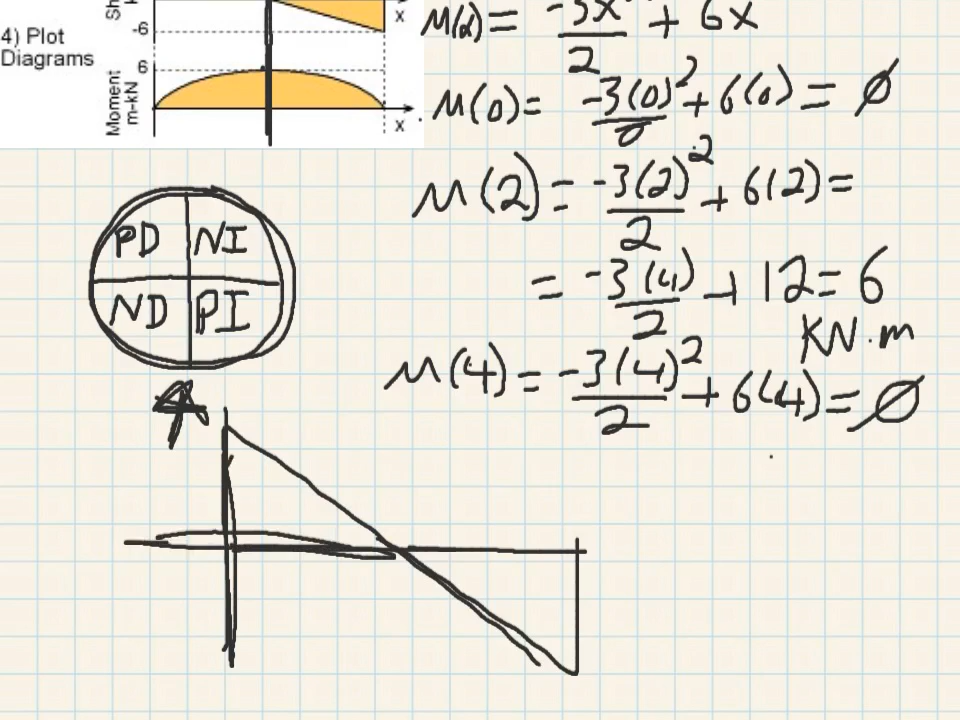 4) Plot
Diagrams
Sh
-6
x
6
Moment
m-kN
x
M(x) = -3x² / 2 + 6x
M(0) = -3(0)² / 2 + 6(0) = ∅
M(2) = -3(2)² / 2 + 6(2) =
= -3(4) / 2 + 12 = 6
KN·m
M(4) = -3(4)² / 2 + 6(4) = ∅
PD NI
ND PI